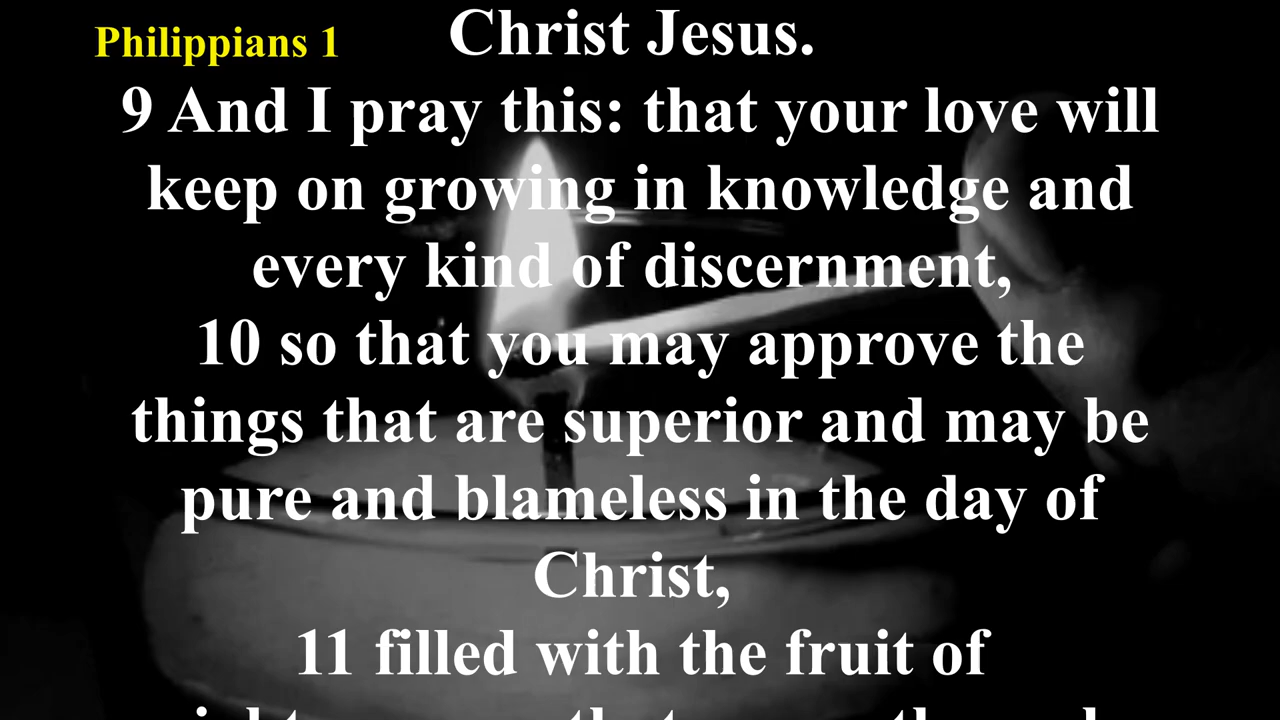 Philippians 1
Christ Jesus.
9 And I pray this: that your love will
keep on growing in knowledge and
every kind of discernment,
10 so that you may approve the
things that are superior and may be
pure and blameless in the day of
Christ,
11 filled with the fruit of